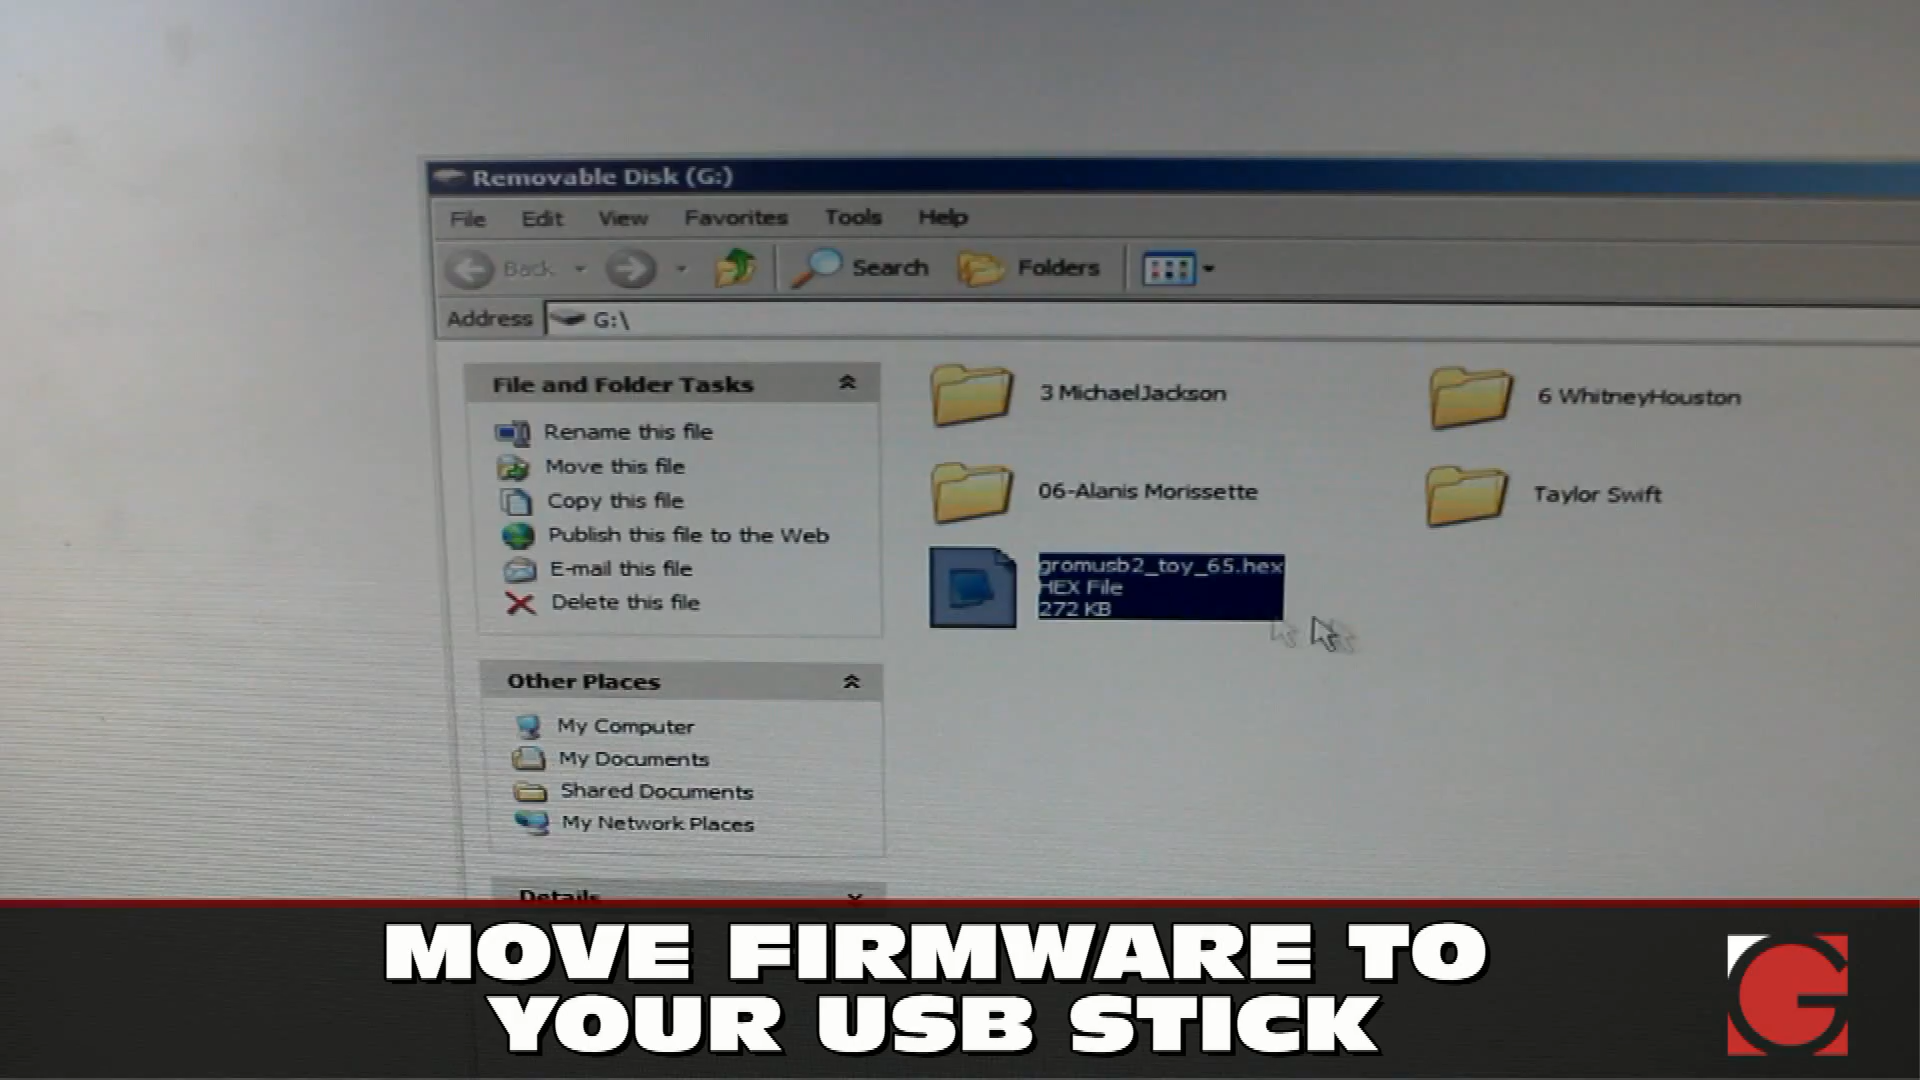 Removable Disk (G:)
File Edit View Favorites Tools Help
Back Search Folders
Address G:\
File and Folder Tasks
Rename this file
Move this file
Copy this file
Publish this file to the Web
E-mail this file
Delete this file
Other Places
My Computer
My Documents
Shared Documents
My Network Places
Details
3 MichaelJackson
6 WhitneyHouston
06-Alanis Morissette
Taylor Swift
gromusb2_toy_65.hex
HEX File
272 KB
MOVE FIRMWARE TO
YOUR USB STICK
G